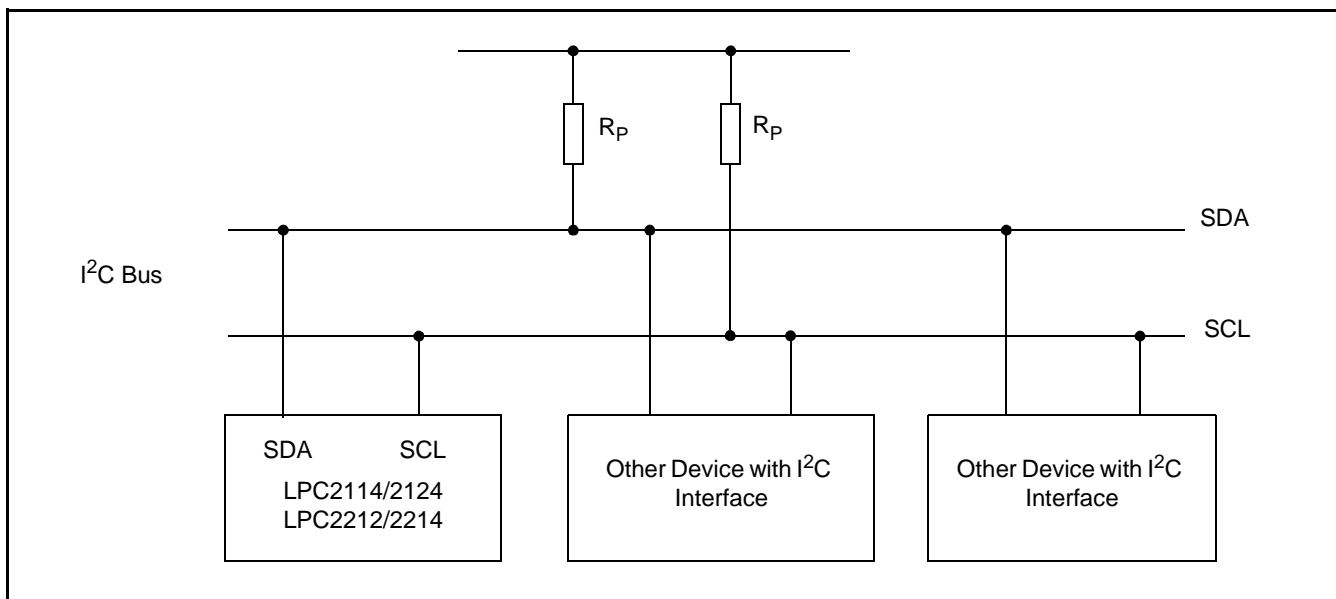 R_P
R_P
SDA
I²C Bus
SCL
SDA SCL
LPC2114/2124
LPC2212/2214
Other Device with I²C
Interface
Other Device with I²C
Interface